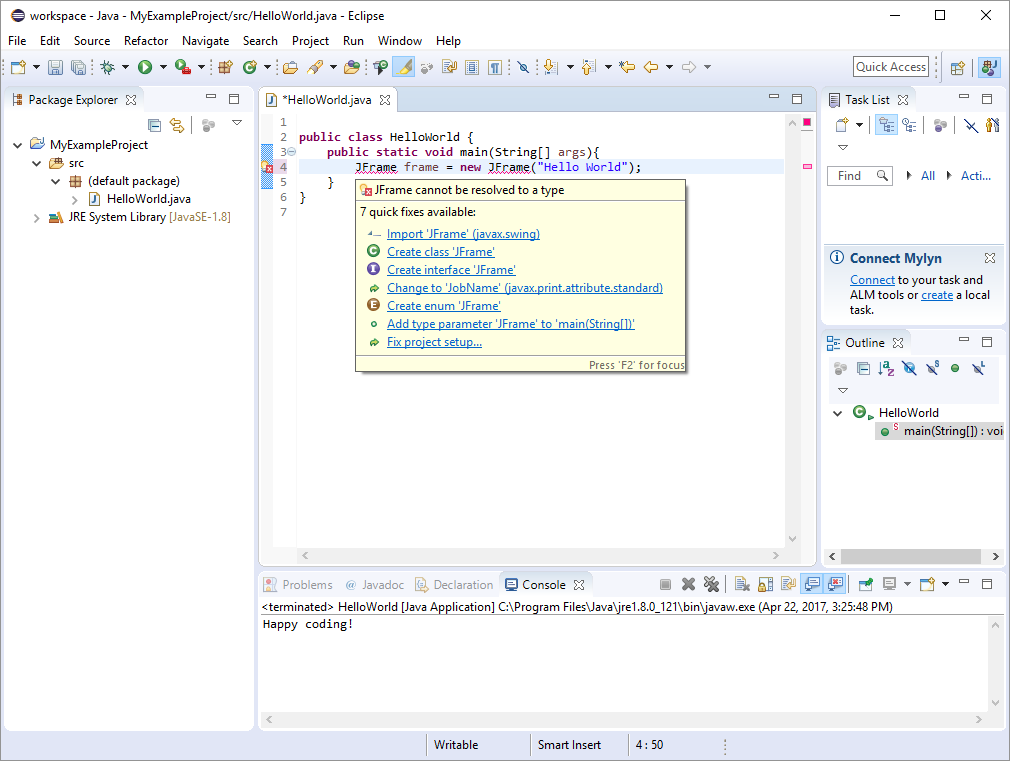 workspace - Java - MyExampleProject/src/HelloWorld.java - Eclipse
File Edit Source Refactor Navigate Search Project Run Window Help
Quick Access
Package Explorer
MyExampleProject
src
(default package)
HelloWorld.java
JRE System Library [JavaSE-1.8]
*HelloWorld.java
1
2 public class HelloWorld {
3 public static void main(String[] args){
4 JFrame frame = new JFrame("Hello World");
5 }
6 }
7
JFrame cannot be resolved to a type
7 quick fixes available:
Import 'JFrame' (javax.swing)
Create class 'JFrame'
Create interface 'JFrame'
Change to 'JobName' (javax.print.attribute.standard)
Create enum 'JFrame'
Add type parameter 'JFrame' to 'main(String[])'
Fix project setup...
Press 'F2' for focus
Task List
Find All Acti...
Connect Mylyn
Connect to your task and
ALM tools or create a local
task.
Outline
HelloWorld
main(String[]) : voi
Problems @ Javadoc Declaration Console
<terminated> HelloWorld [Java Application] C:\Program Files\Java\jre1.8.0_121\bin\javaw.exe (Apr 22, 2017, 3:25:48 PM)
Happy coding!
Writable Smart Insert 4 : 50